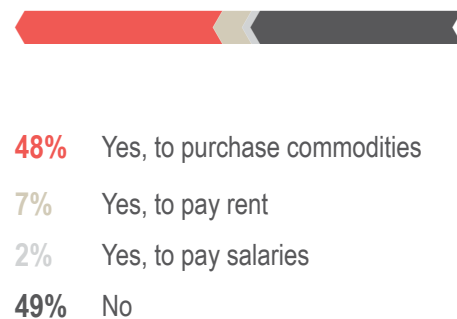 48% Yes, to purchase commodities
7% Yes, to pay rent
2% Yes, to pay salaries
49% No